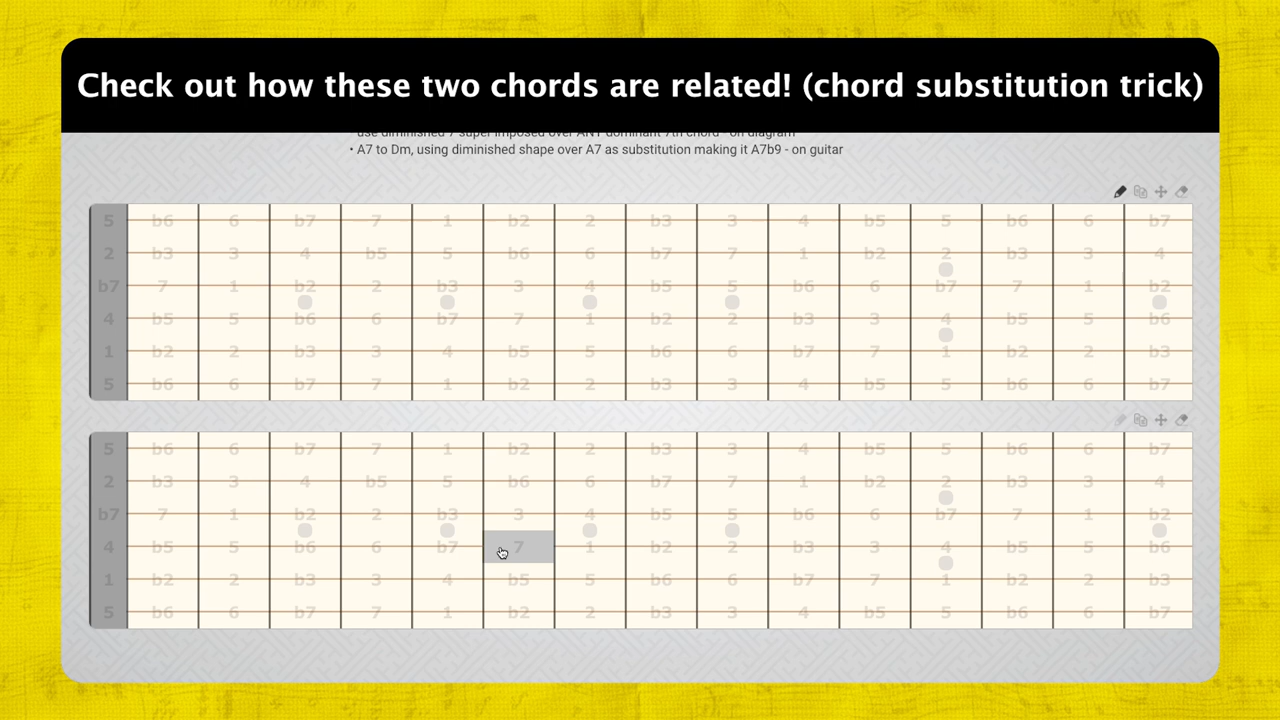 Check out how these two chords are related! (chord substitution trick)
use diminished 7 super imposed over ANY dominant 7th chord - on diagram
• A7 to Dm, using diminished shape over A7 as substitution making it A7b9 - on guitar
5 b6 6 b7 7 1 b2 2 b3 3 4 b5 5 b6 6 b7
2 b3 3 4 b5 5 b6 6 b7 7 1 b2 2 b3 3 4
b7 7 1 b2 2 b3 3 4 b5 5 b6 6 b7 7 1 b2
4 b5 5 b6 6 b7 7 1 b2 2 b3 3 4 b5 5 b6
1 b2 2 b3 3 4 b5 5 b6 6 b7 7 1 b2 2 b3
5 b6 6 b7 7 1 b2 2 b3 3 4 b5 5 b6 6 b7
5 b6 6 b7 7 1 b2 2 b3 3 4 b5 5 b6 6 b7
2 b3 3 4 b5 5 b6 6 b7 7 1 b2 2 b3 3 4
b7 7 1 b2 2 b3 3 4 b5 5 b6 6 b7 7 1 b2
4 b5 5 b6 6 b7 7 1 b2 2 b3 3 4 b5 5 b6
1 b2 2 b3 3 4 b5 5 b6 6 b7 7 1 b2 2 b3
5 b6 6 b7 7 1 b2 2 b3 3 4 b5 5 b6 6 b7